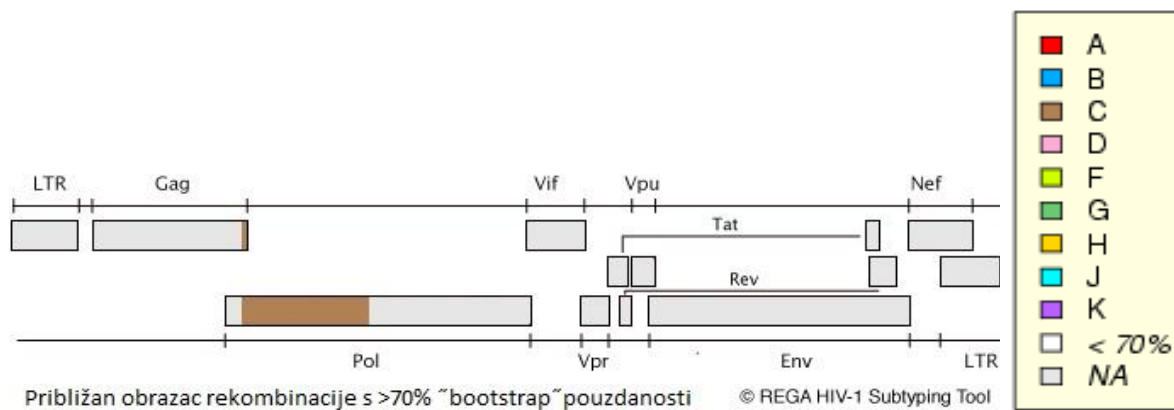 LTR Gag Vif Vpu Nef
Tat
Rev
Pol Vpr Env LTR
Približan obrazac rekombinacije s >70% ˝bootstrap˝pouzdanosti © REGA HIV-1 Subtyping Tool
A
B
C
D
F
G
H
J
K
< 70%
NA